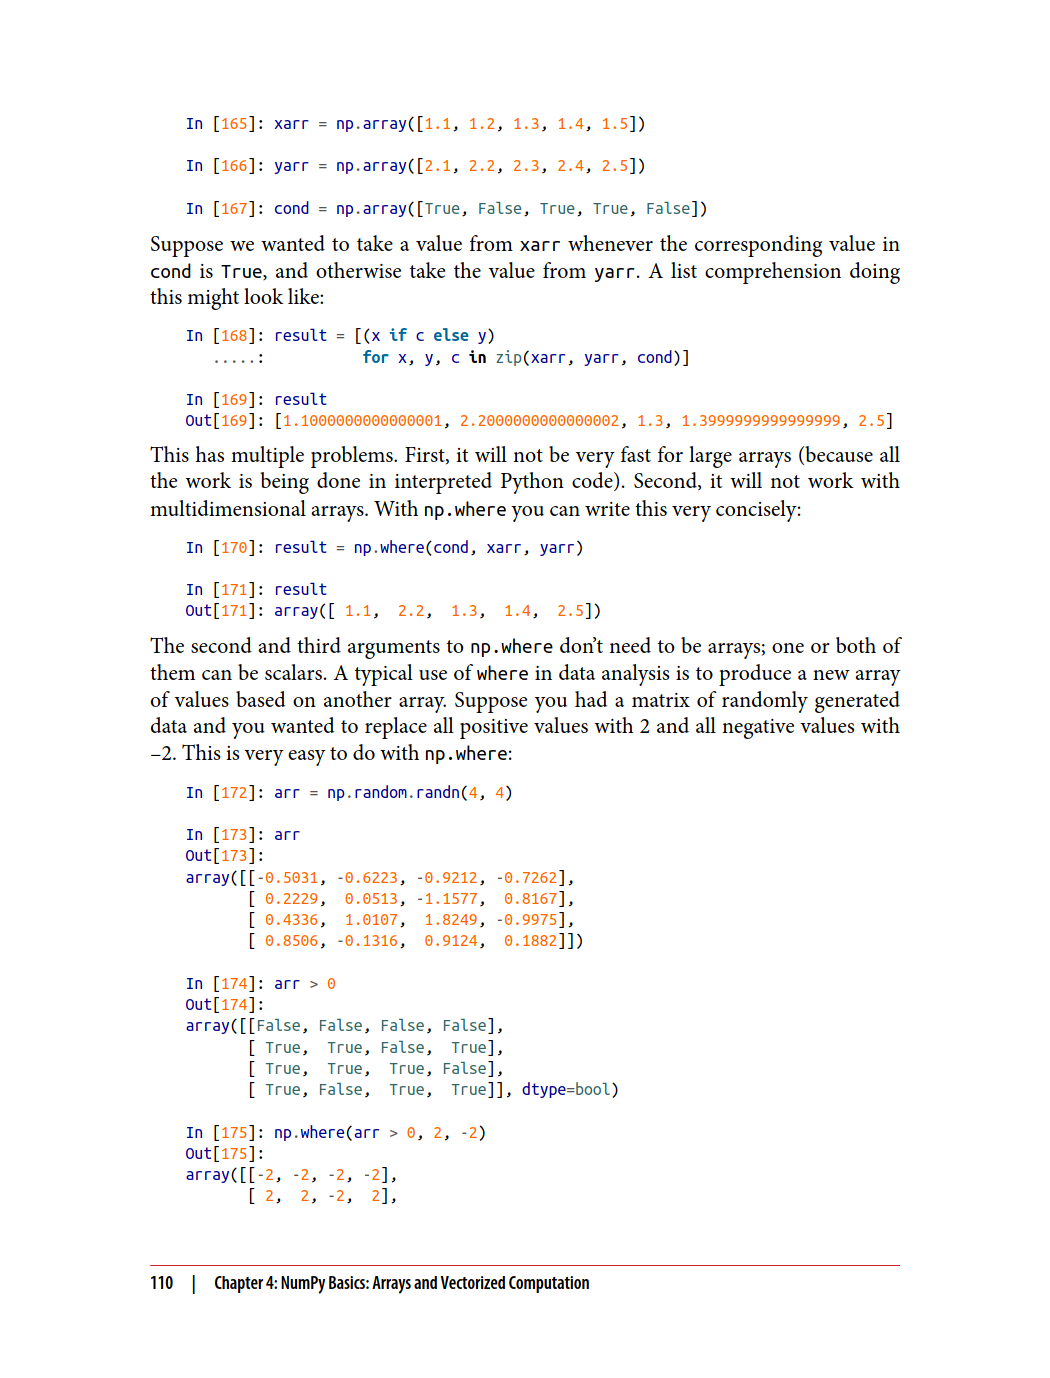 In [165]: xarr = np.array([1.1, 1.2, 1.3, 1.4, 1.5])
In [166]: yarr = np.array([2.1, 2.2, 2.3, 2.4, 2.5])
In [167]: cond = np.array([True, False, True, True, False])
Suppose we wanted to take a value from xarr whenever the corresponding value in
cond is True, and otherwise take the value from yarr. A list comprehension doing
this might look like:
In [168]: result = [(x if c else y)
   .....:           for x, y, c in zip(xarr, yarr, cond)]
In [169]: result
Out[169]: [1.1000000000000001, 2.2000000000000002, 1.3, 1.3999999999999999, 2.5]
This has multiple problems. First, it will not be very fast for large arrays (because all
the work is being done in interpreted Python code). Second, it will not work with
multidimensional arrays. With np.where you can write this very concisely:
In [170]: result = np.where(cond, xarr, yarr)
In [171]: result
Out[171]: array([ 1.1,  2.2,  1.3,  1.4,  2.5])
The second and third arguments to np.where don’t need to be arrays; one or both of
them can be scalars. A typical use of where in data analysis is to produce a new array
of values based on another array. Suppose you had a matrix of randomly generated
data and you wanted to replace all positive values with 2 and all negative values with
–2. This is very easy to do with np.where:
In [172]: arr = np.random.randn(4, 4)
In [173]: arr
Out[173]:
array([[-0.5031, -0.6223, -0.9212, -0.7262],
       [ 0.2229,  0.0513, -1.1577,  0.8167],
       [ 0.4336,  1.0107,  1.8249, -0.9975],
       [ 0.8506, -0.1316,  0.9124,  0.1882]])
In [174]: arr > 0
Out[174]:
array([[False, False, False, False],
       [ True,  True, False,  True],
       [ True,  True,  True, False],
       [ True, False,  True,  True]], dtype=bool)
In [175]: np.where(arr > 0, 2, -2)
Out[175]:
array([[-2, -2, -2, -2],
       [ 2,  2, -2,  2],
110 | Chapter 4: NumPy Basics: Arrays and Vectorized Computation